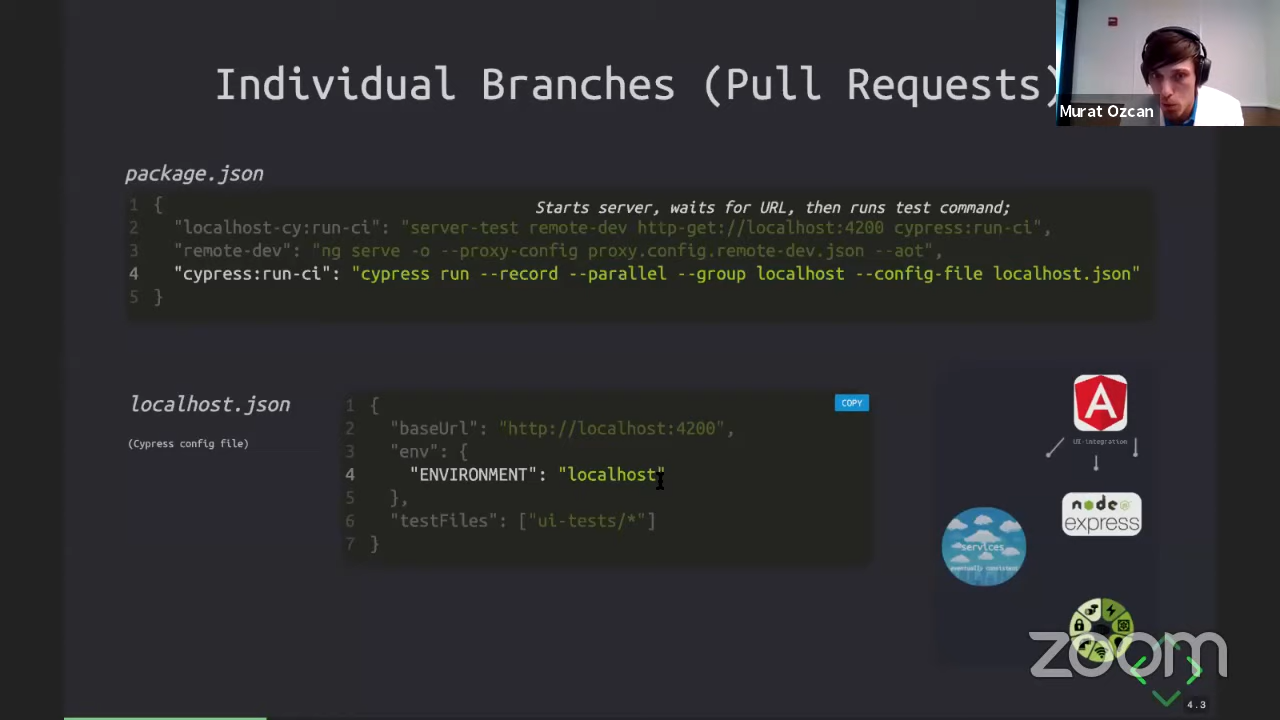 Individual Branches (Pull Requests)
Murat Ozcan
package.json
Starts server, waits for URL, then runs test command;
1 {
2 "localhost-cy:run-ci": "server-test remote-dev http-get://localhost:4200 cypress:run-ci",
3 "remote-dev": "ng serve -o --proxy-config proxy.config.remote-dev.json --aot",
4 "cypress:run-ci": "cypress run --record --parallel --group localhost --config-file localhost.json"
5 }
localhost.json
(Cypress config file)
COPY
1 {
2 "baseUrl": "http://localhost:4200",
3 "env": {
4 "ENVIRONMENT": "localhost"
5 },
6 "testFiles": ["ui-tests/*"]
7 }
A
UI-integration
node
express
services
eventually consistent
zoom
4.3